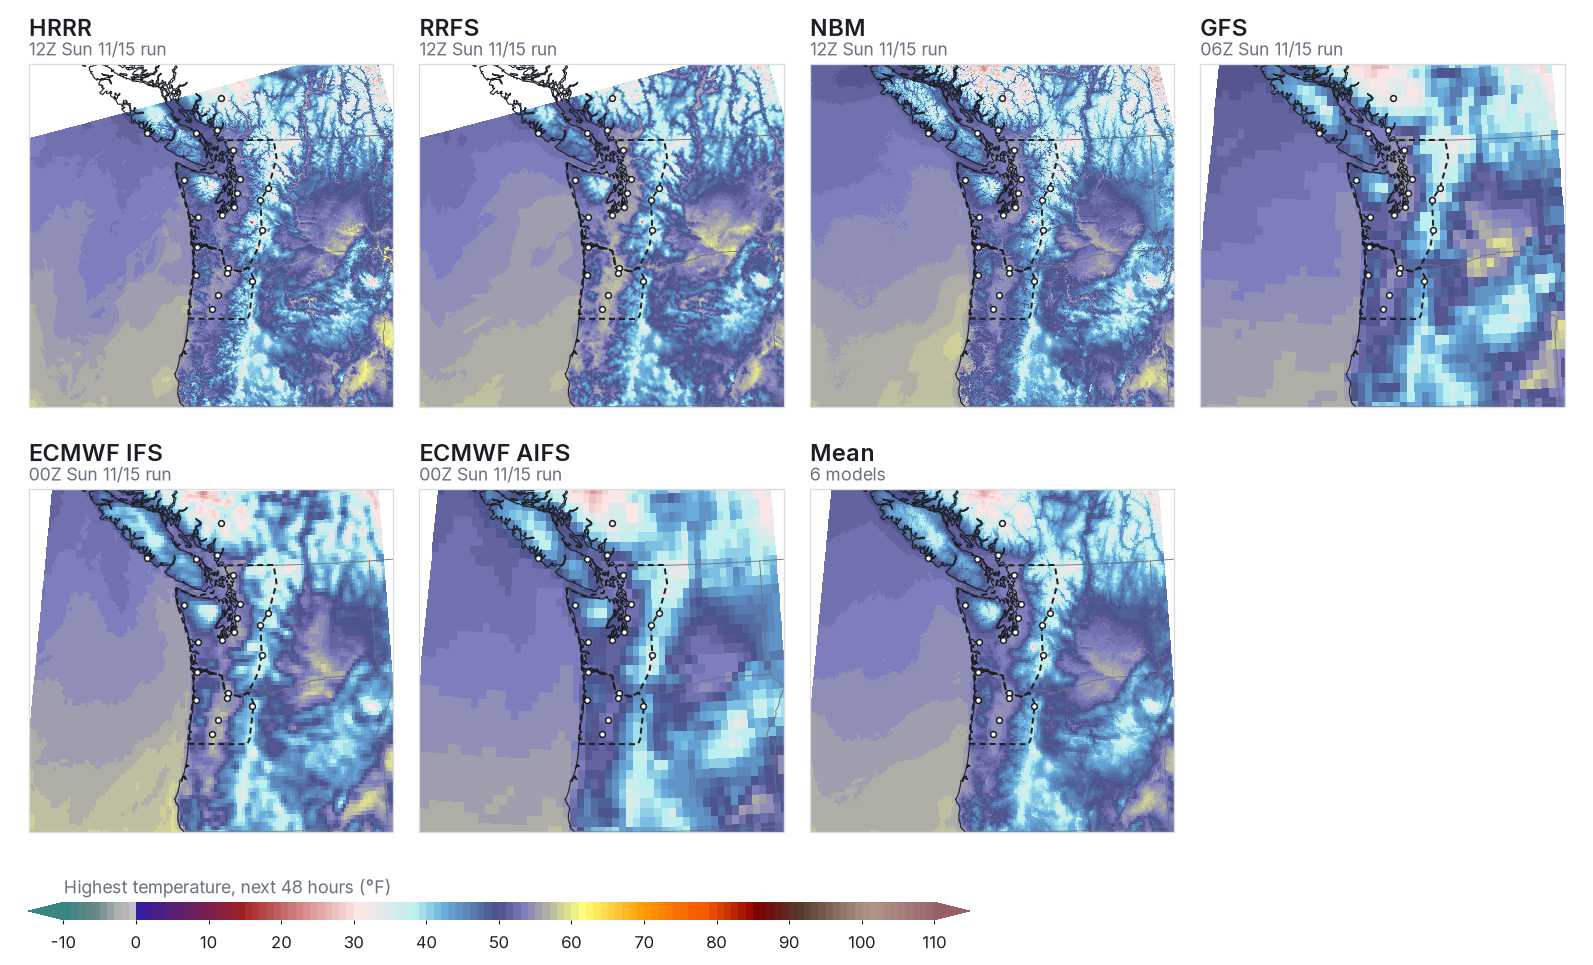 HRRR
12Z Sun 11/15 run
RRFS
12Z Sun 11/15 run
NBM
12Z Sun 11/15 run
GFS
06Z Sun 11/15 run
ECMWF IFS
00Z Sun 11/15 run
ECMWF AIFS
00Z Sun 11/15 run
Mean
6 models
Highest temperature, next 48 hours (°F)
-10 0 10 20 30 40 50 60 70 80 90 100 110